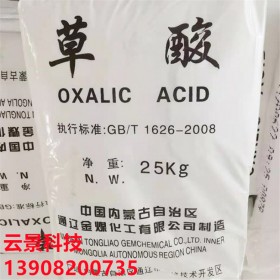 草酸
OXALIC ACID
执行标准:GB/T 1626-2008
净重: 25Kg
N. W.
中国内蒙古自治区
通辽金煤化工有限公司制造
TONGLIAO GEMCHEMICAL CO.,LTD. INNER
MONGOLIA AUTONOMOUS REGION CHINA
云景科技
13908200735